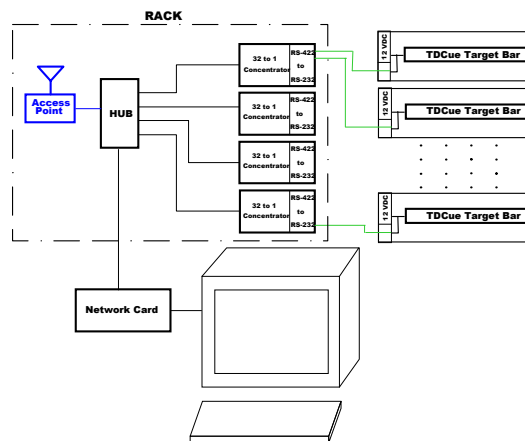 RACK
Access
Point
HUB
32 to 1
Concentrator
RS-422
to
RS-232
32 to 1
Concentrator
RS-422
to
RS-232
32 to 1
Concentrator
RS-422
to
RS-232
32 to 1
Concentrator
RS-422
to
RS-232
12 VDC
TDCue Target Bar
12 VDC
TDCue Target Bar
12 VDC
TDCue Target Bar
Network Card